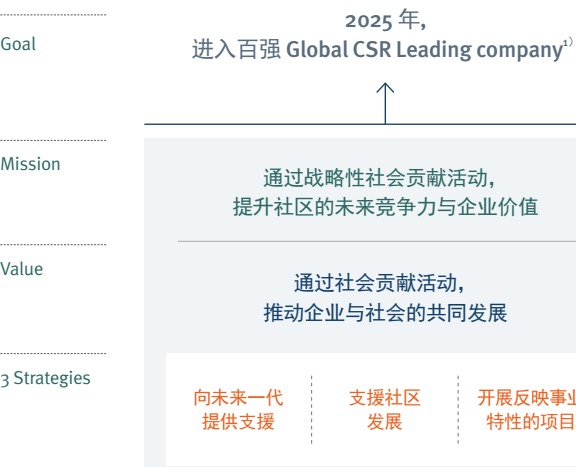 Goal
2025 年,
进入百强 Global CSR Leading company¹⁾
Mission
通过战略性社会贡献活动，
提升社区的未来竞争力与企业价值
Value
通过社会贡献活动，
推动企业与社会的共同发展
3 Strategies
向未来一代
提供支援
支援社区
发展
开展反映事业
特性的项目